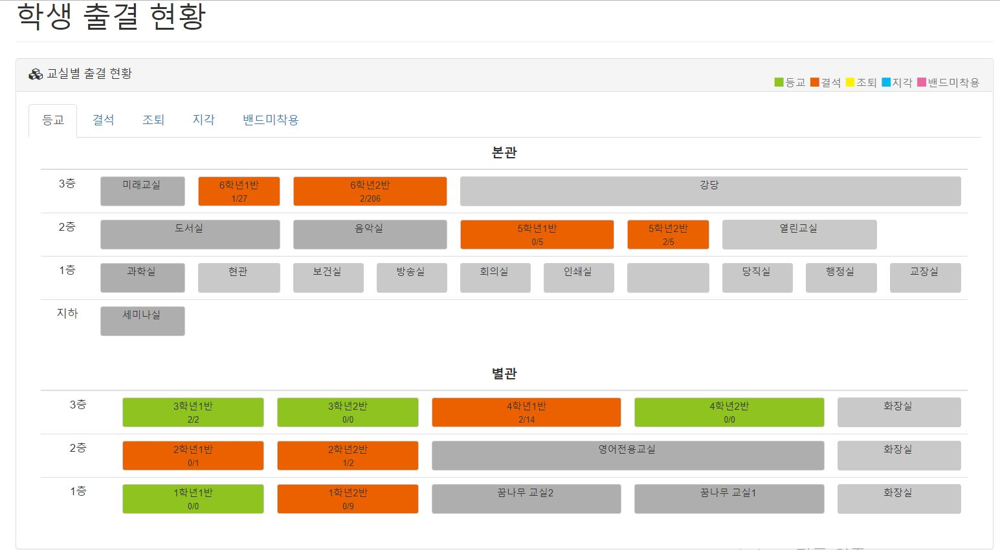 학생 출결 현황
교실별 출결 현황
등교 결석 조퇴 지각 밴드미착용
등교 결석 조퇴 지각 밴드미착용
본관
3층 미래교실 6학년1반 6학년2반 강당
1/27 2/206
2층 도서실 음악실 5학년1반 5학년2반 열린교실
0/5 2/5
1층 과학실 현관 보건실 방송실 회의실 인쇄실 당직실 행정실 교장실
지하 세미나실
별관
3층 3학년1반 3학년2반 4학년1반 4학년2반 화장실
2/2 0/0 2/14 0/0
2층 2학년1반 2학년2반 영어전용교실 화장실
0/1 1/2
1층 1학년1반 1학년2반 꿈나무 교실2 꿈나무 교실1 화장실
0/0 0/9